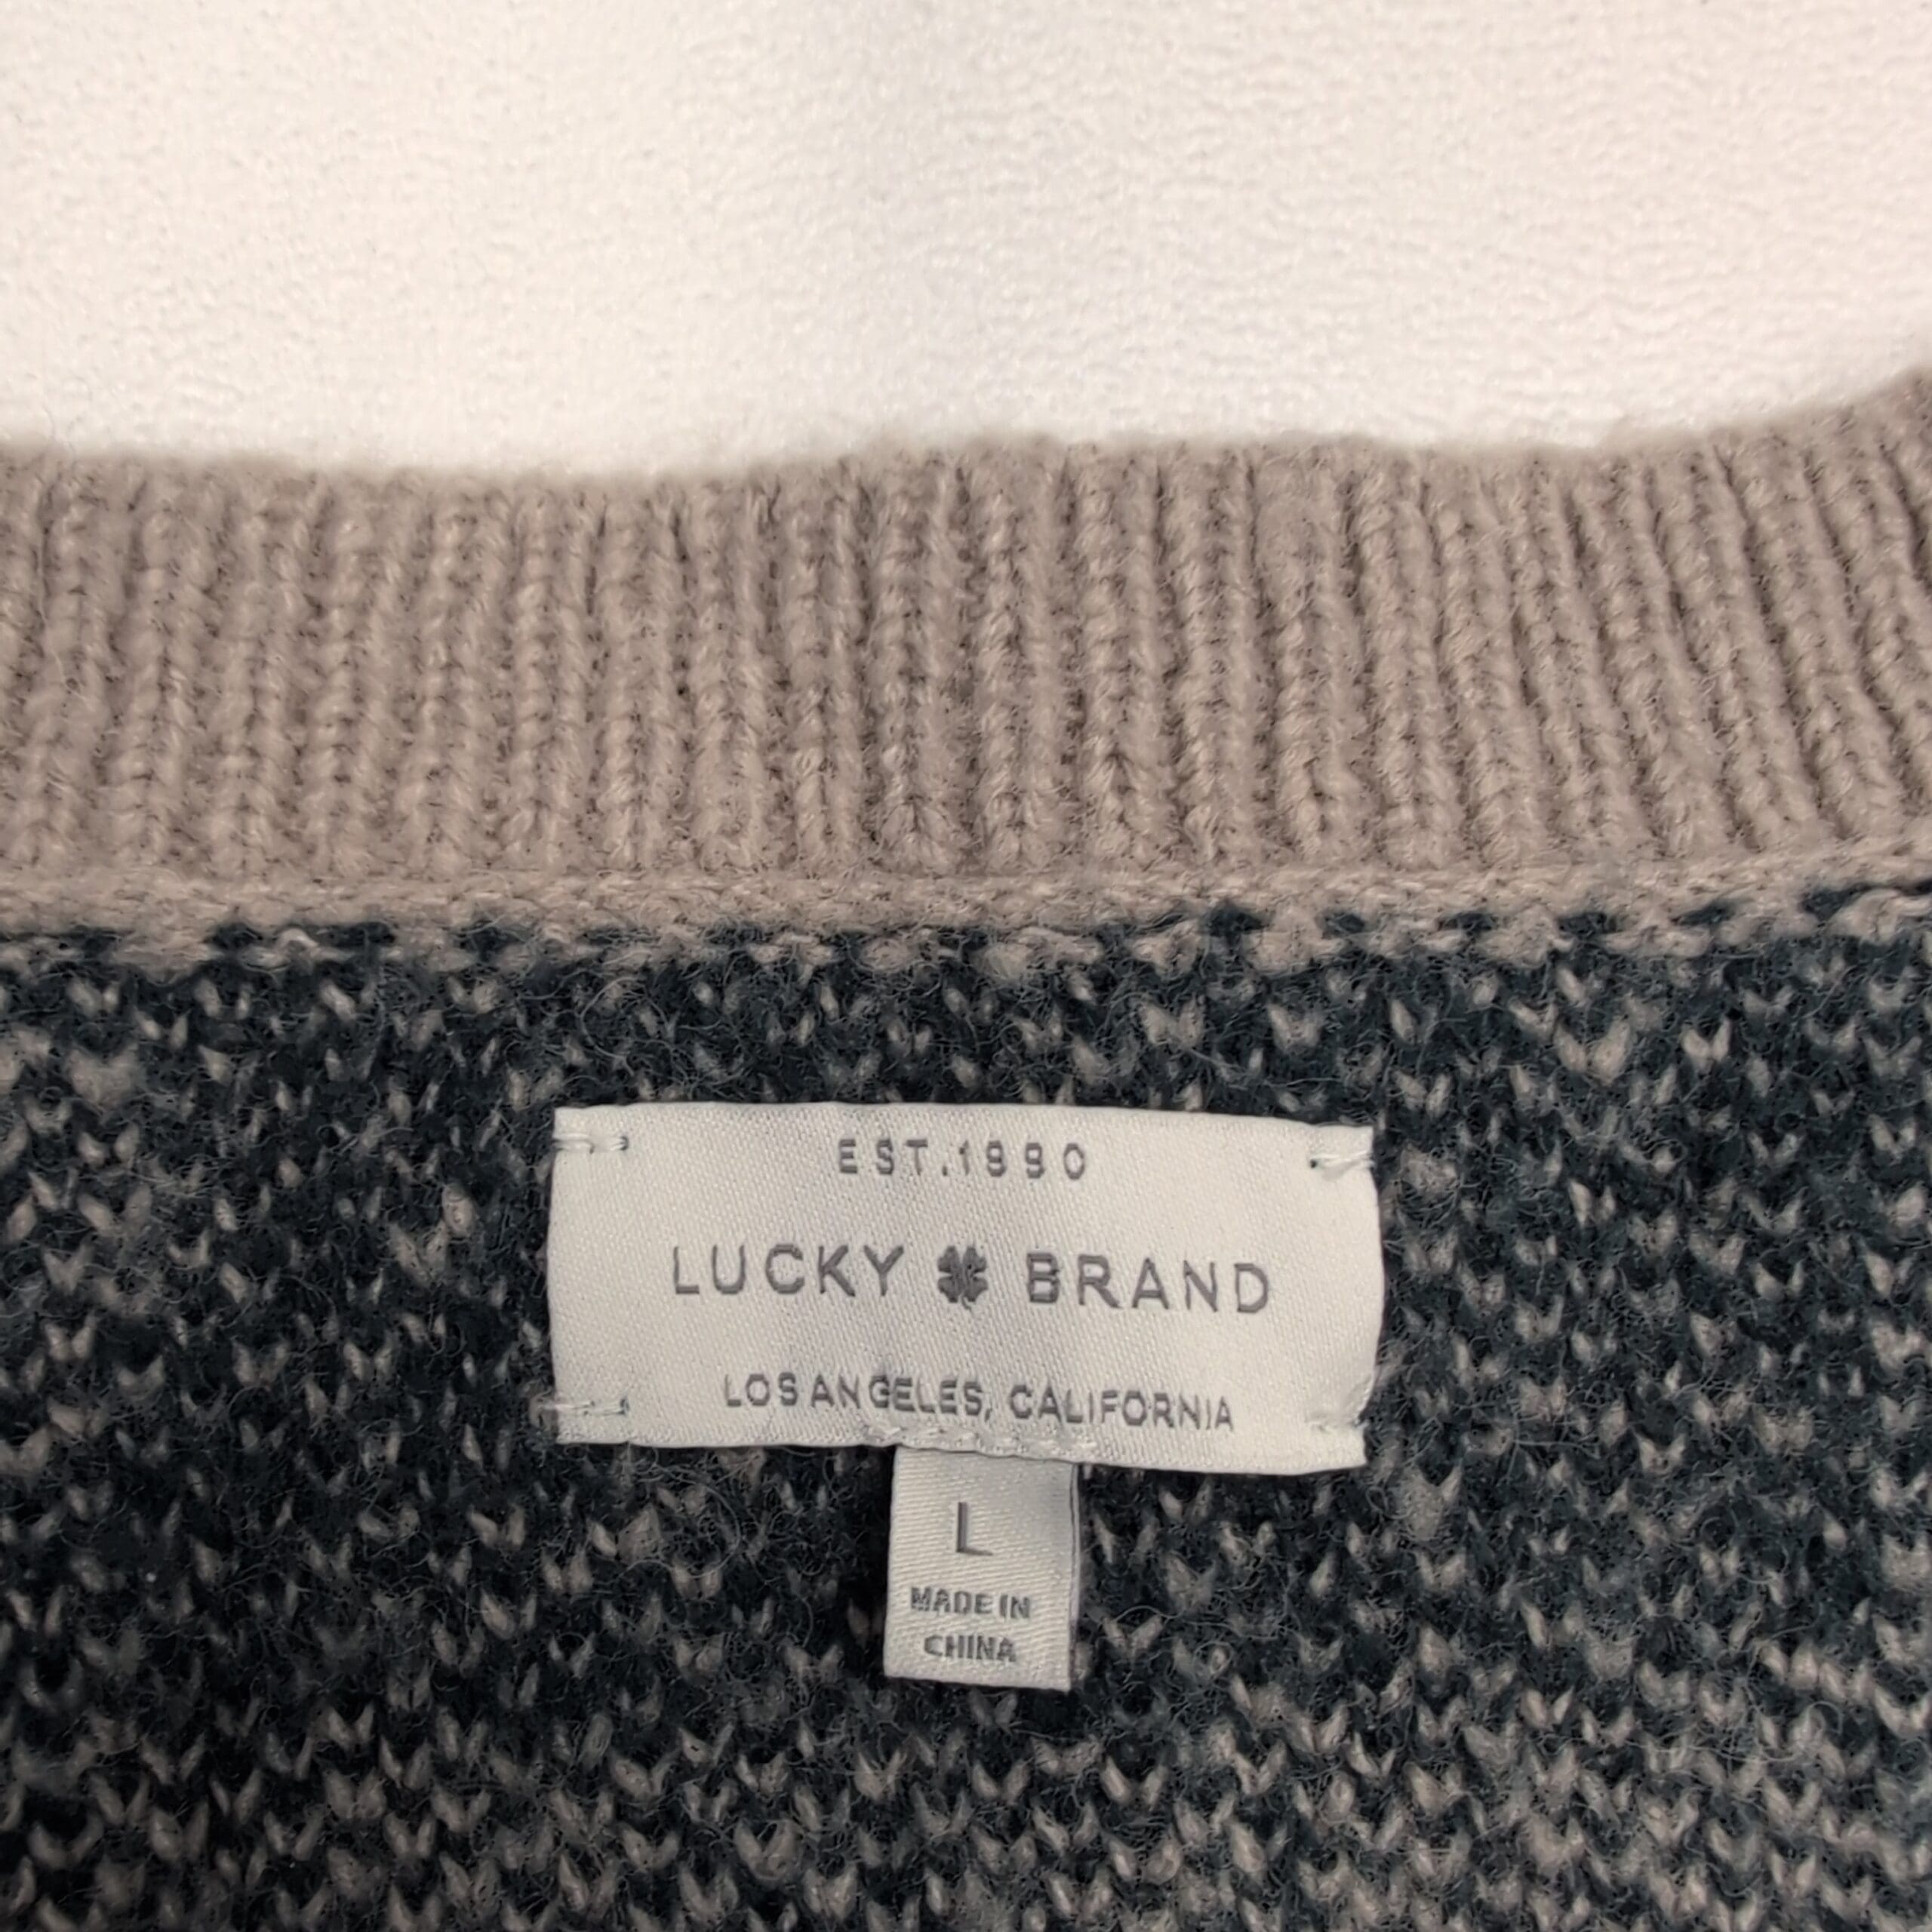 EST.1990
LUCKY BRAND
LOS ANGELES, CALIFORNIA
L
MADE IN
CHINA